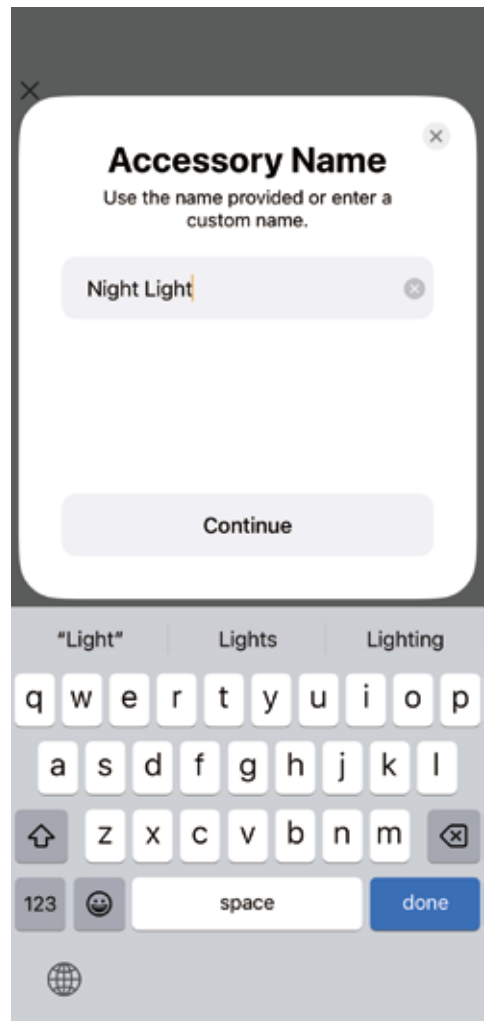 Accessory Name
Use the name provided or enter a
custom name.
Night Light
Continue
“Light” Lights Lighting
q w e r t y u i o p
a s d f g h j k l
z x c v b n m
123 space done